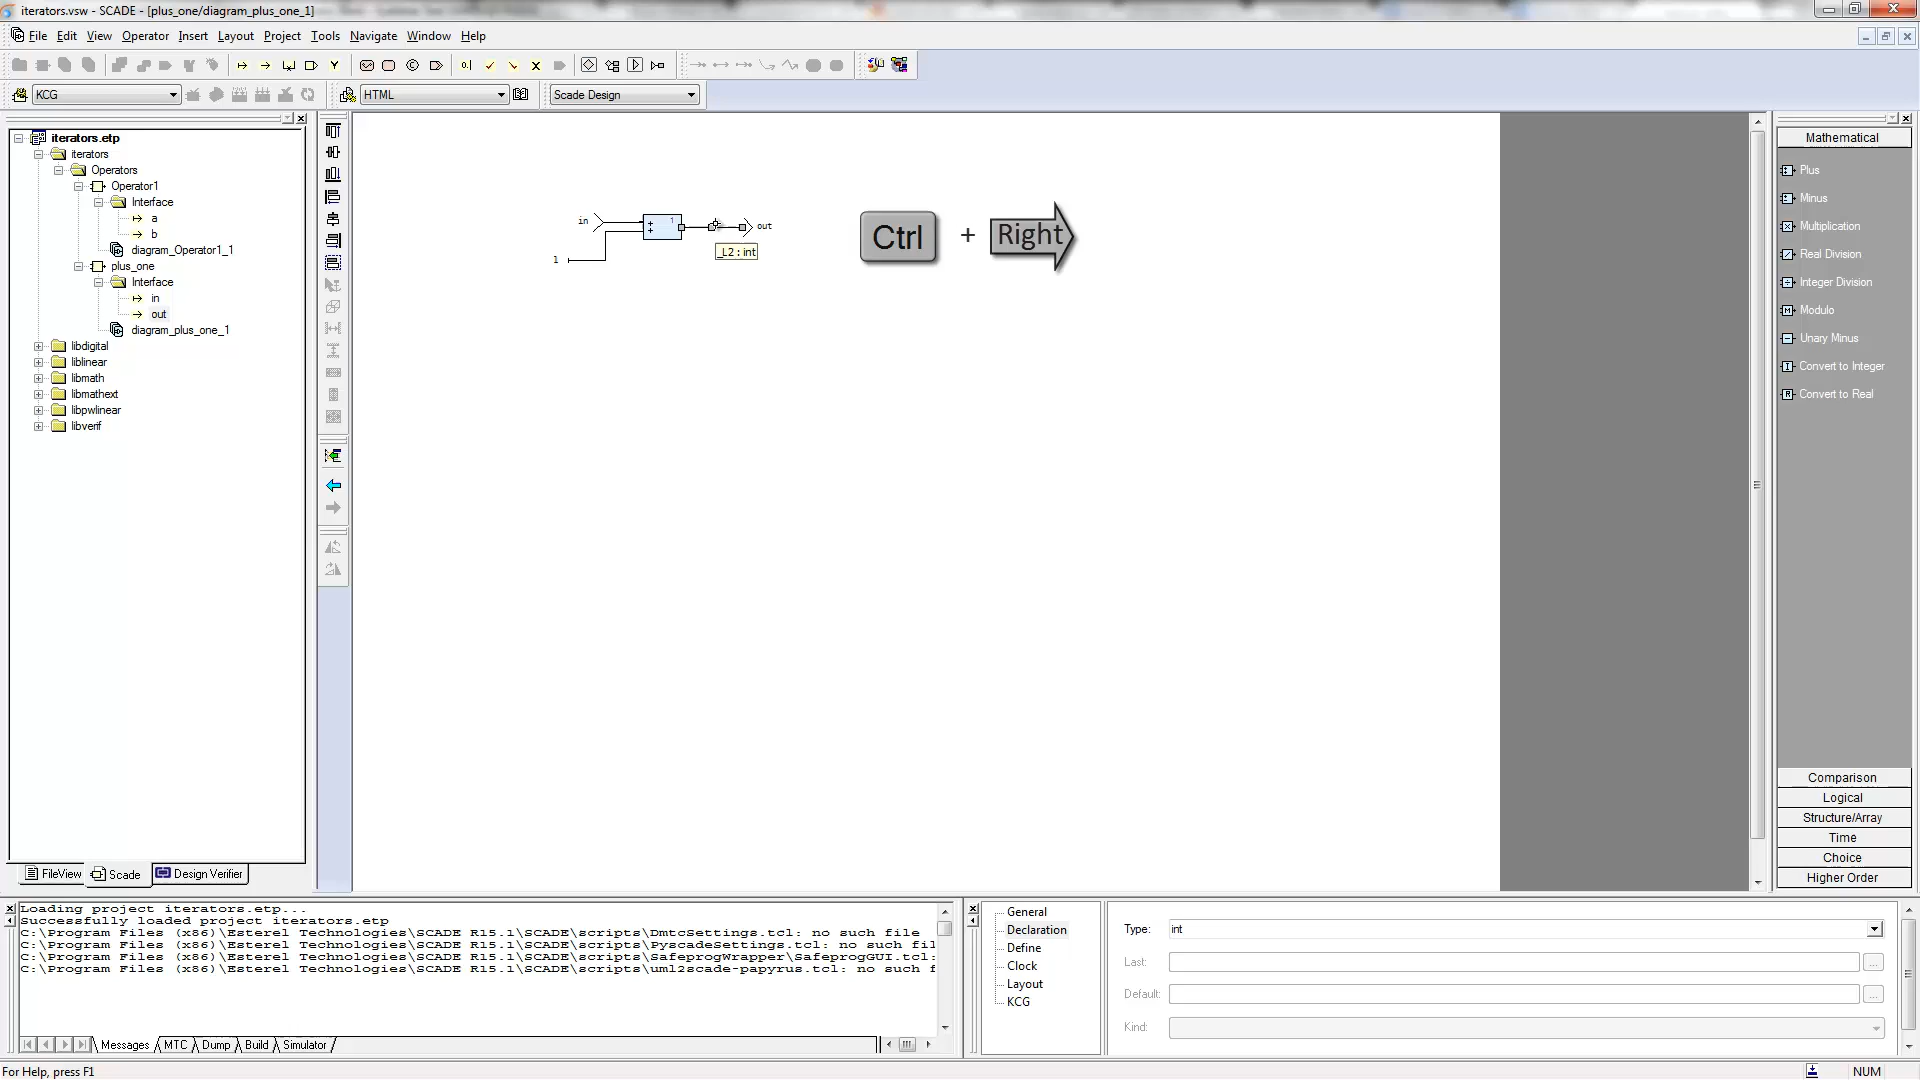 iterators.vsw - SCADE - [plus_one/diagram_plus_one_1]
File Edit View Operator Insert Layout Project Tools Navigate Window Help
KCG HTML Scade Design
iterators.etp
iterators
Operators
Operator1
Interface
a
b
diagram_Operator1_1
plus_one
Interface
in
out
diagram_plus_one_1
libdigital
liblinear
libmath
libmathext
libpwlinear
libverif
FileView Scade Design Verifier
in
1
out
_L2 : int
1
Ctrl + Right
Mathematical
Plus
Minus
Multiplication
Real Division
Integer Division
Modulo
Unary Minus
Convert to Integer
Convert to Real
Comparison
Logical
Structure/Array
Time
Choice
Higher Order
Loading project iterators.etp...
Successfully loaded project iterators.etp
C:\Program Files (x86)\Esterel Technologies\SCADE R15.1\SCADE\scripts\DmtcSettings.tcl: no such file
C:\Program Files (x86)\Esterel Technologies\SCADE R15.1\SCADE\scripts\PyscadeSettings.tcl: no such fil
C:\Program Files (x86)\Esterel Technologies\SCADE R15.1\SCADE\scripts\SafeprogWrapper\SafeprogGUI.tcl:
C:\Program Files (x86)\Esterel Technologies\SCADE R15.1\SCADE\scripts\uml2scade-papyrus.tcl: no such f
Messages MTC Dump Build Simulator
General
Declaration
Define
Clock
Layout
KCG
Type: int
Last: ...
Default: ...
Kind:
For Help, press F1
NUM